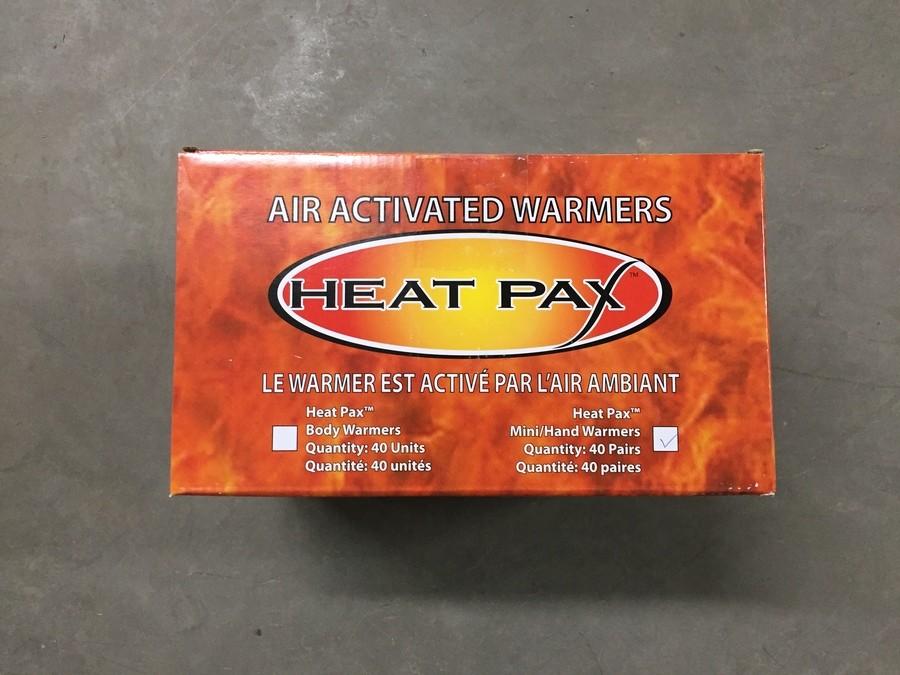 AIR ACTIVATED WARMERS
HEAT PAX™
LE WARMER EST ACTIVÉ PAR L'AIR AMBIANT
Heat Pax™
Body Warmers
Quantity: 40 Units
Quantité: 40 unités
Heat Pax™
Mini/Hand Warmers
Quantity: 40 Pairs
Quantité: 40 paires